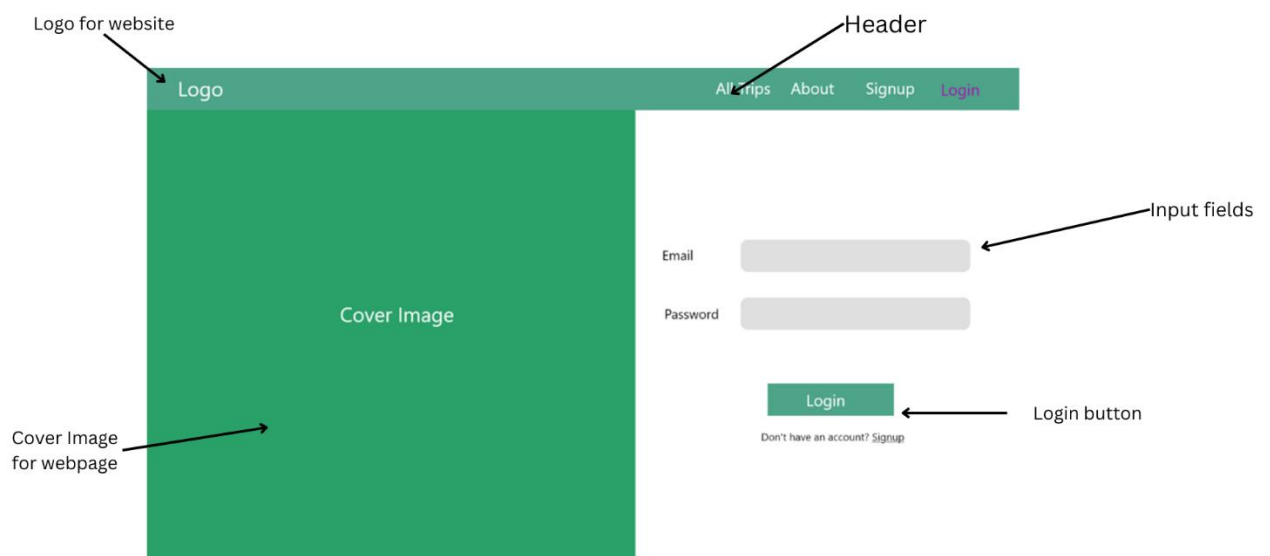 Logo for website
Header
Logo
All Trips About Signup Login
Input fields
Email
Password
Cover Image
Login
Login button
Don't have an account? Signup
Cover Image
for webpage